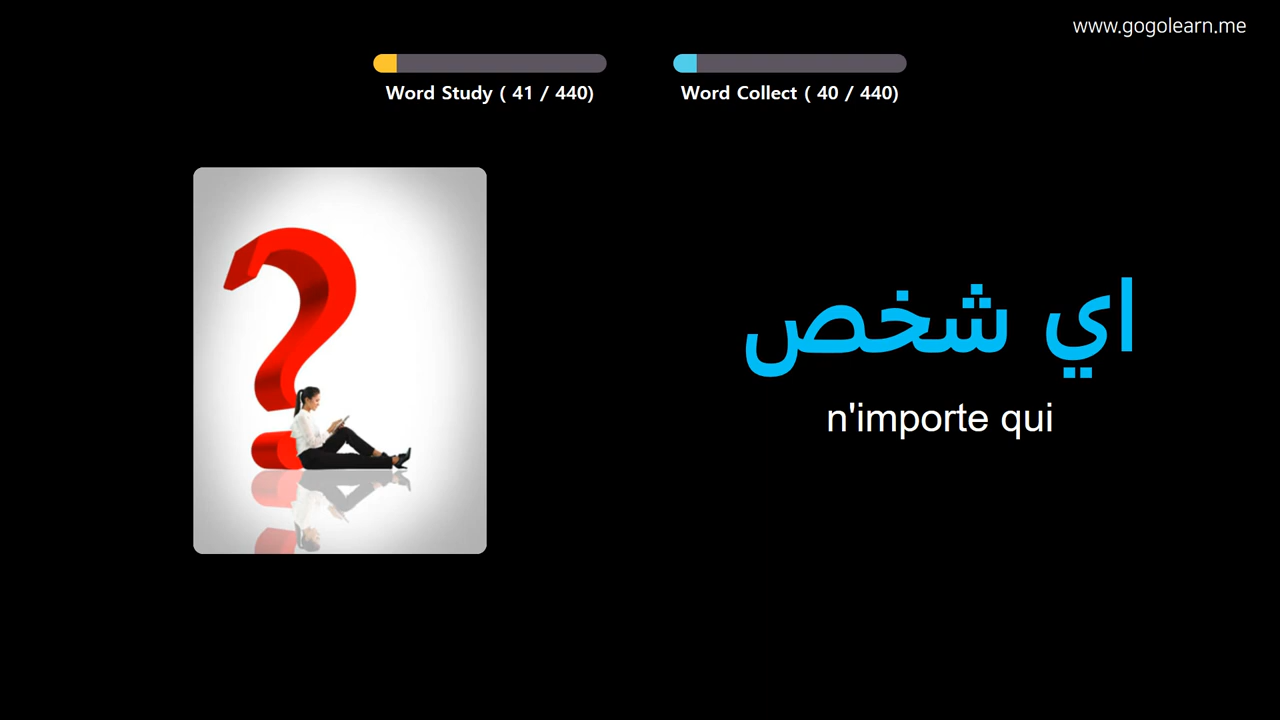 www.gogolearn.me
Word Study ( 41 / 440)
Word Collect ( 40 / 440)
اي شخص
n'importe qui